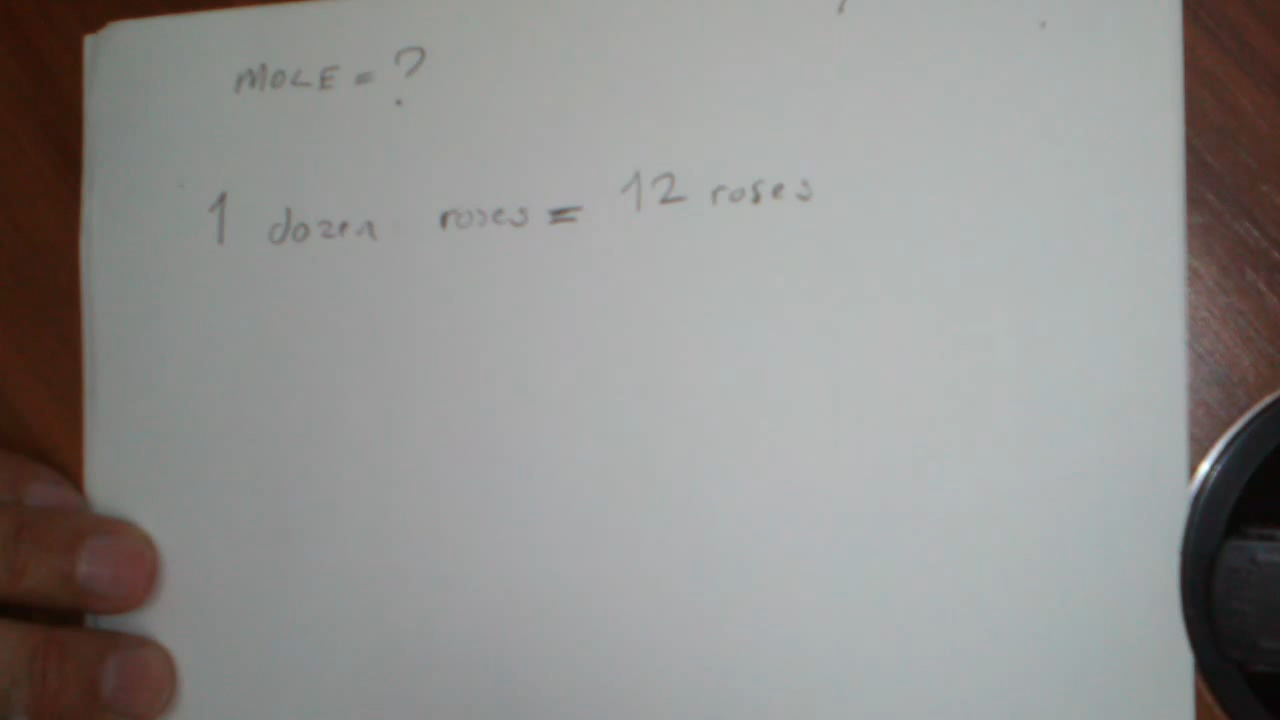 MOLE = ?
1 dozen roses = 12 roses